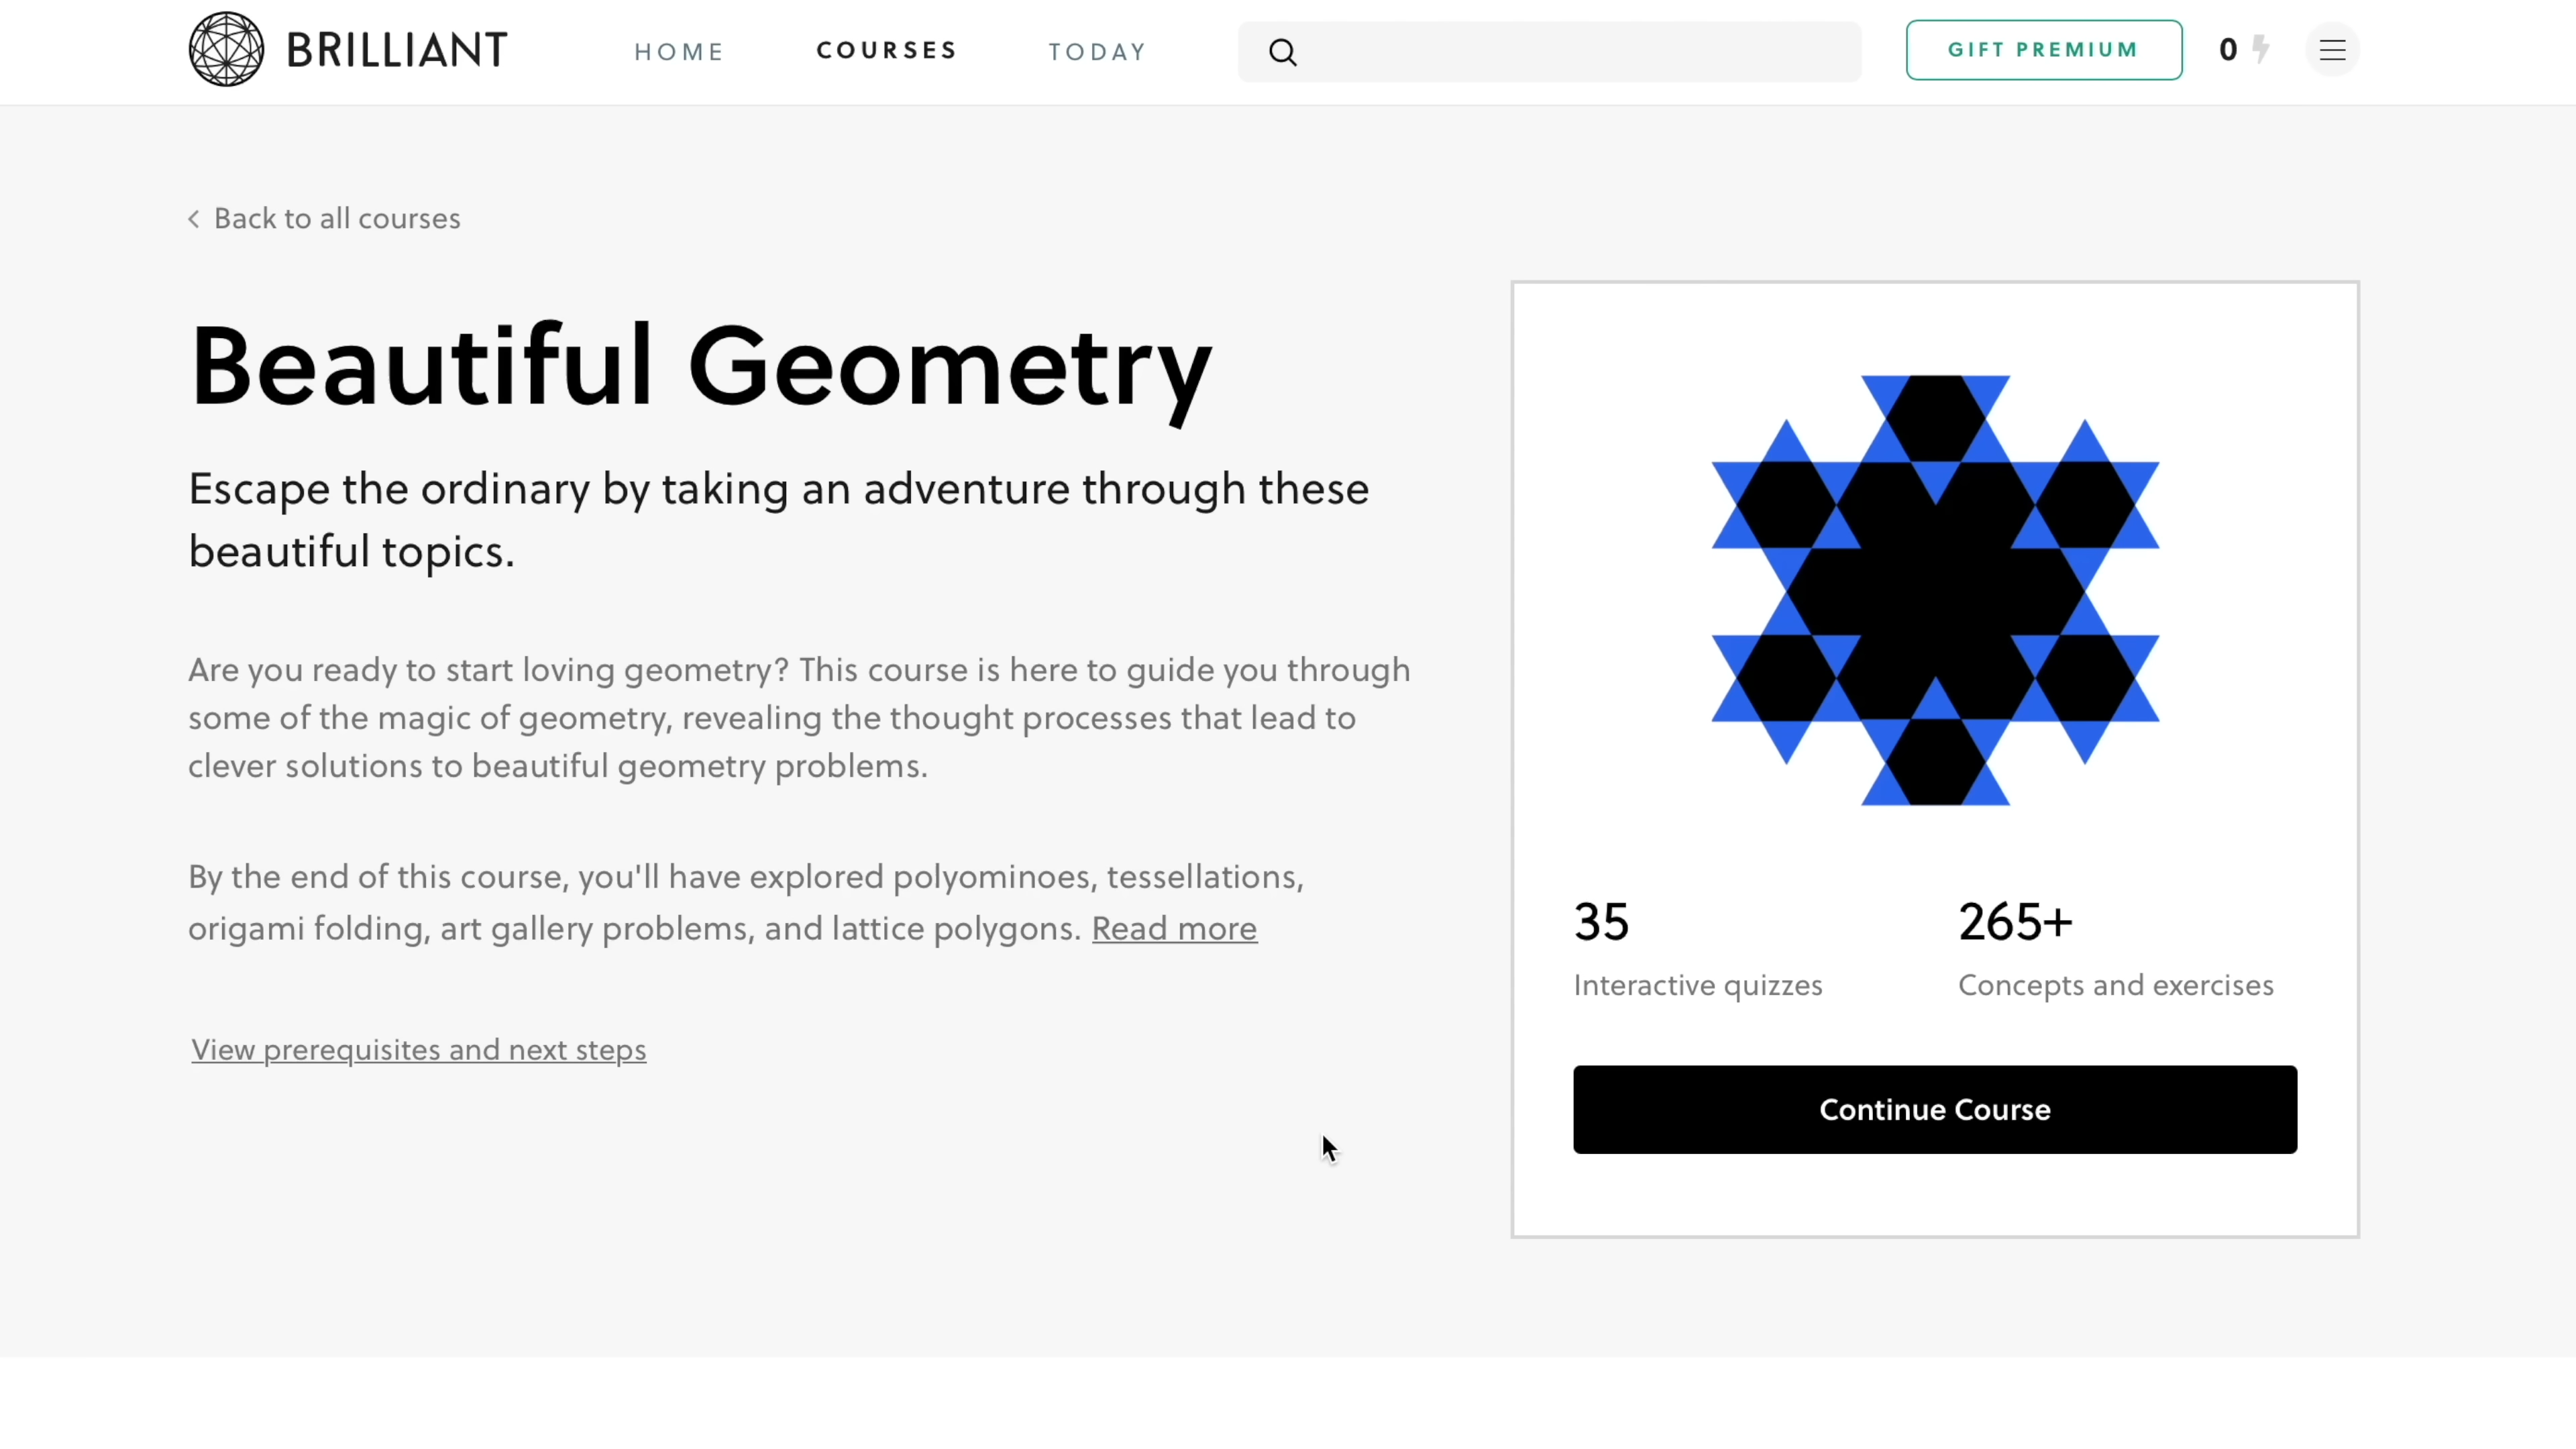 BRILLIANT
HOME
COURSES
TODAY
GIFT PREMIUM
0
Back to all courses
Beautiful Geometry
Escape the ordinary by taking an adventure through these
beautiful topics.
Are you ready to start loving geometry? This course is here to guide you through
some of the magic of geometry, revealing the thought processes that lead to
clever solutions to beautiful geometry problems.
By the end of this course, you'll have explored polyominoes, tessellations,
origami folding, art gallery problems, and lattice polygons. Read more
View prerequisites and next steps
35
Interactive quizzes
265+
Concepts and exercises
Continue Course